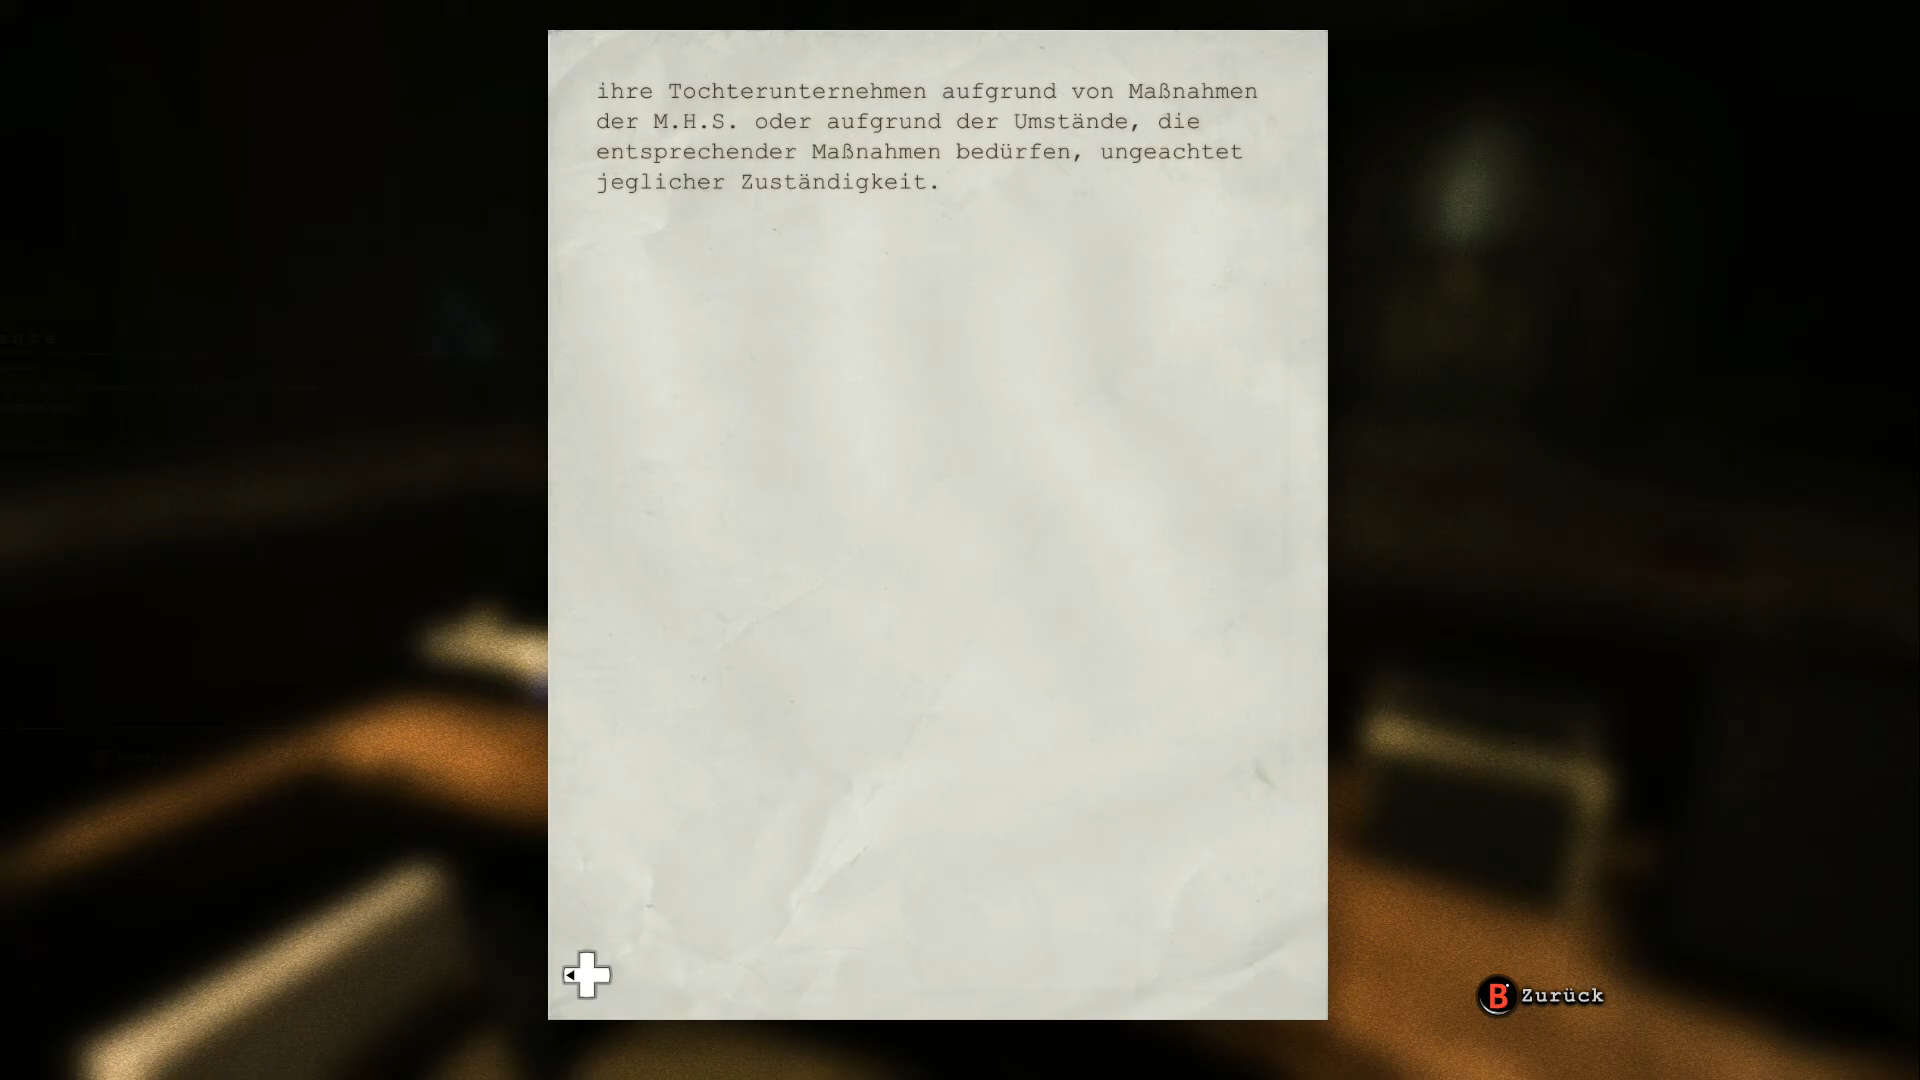 ihre Tochterunternehmen aufgrund von Maßnahmen
der M.H.S. oder aufgrund der Umstände, die
entsprechender Maßnahmen bedürfen, ungeachtet
jeglicher Zuständigkeit.
B Zurück